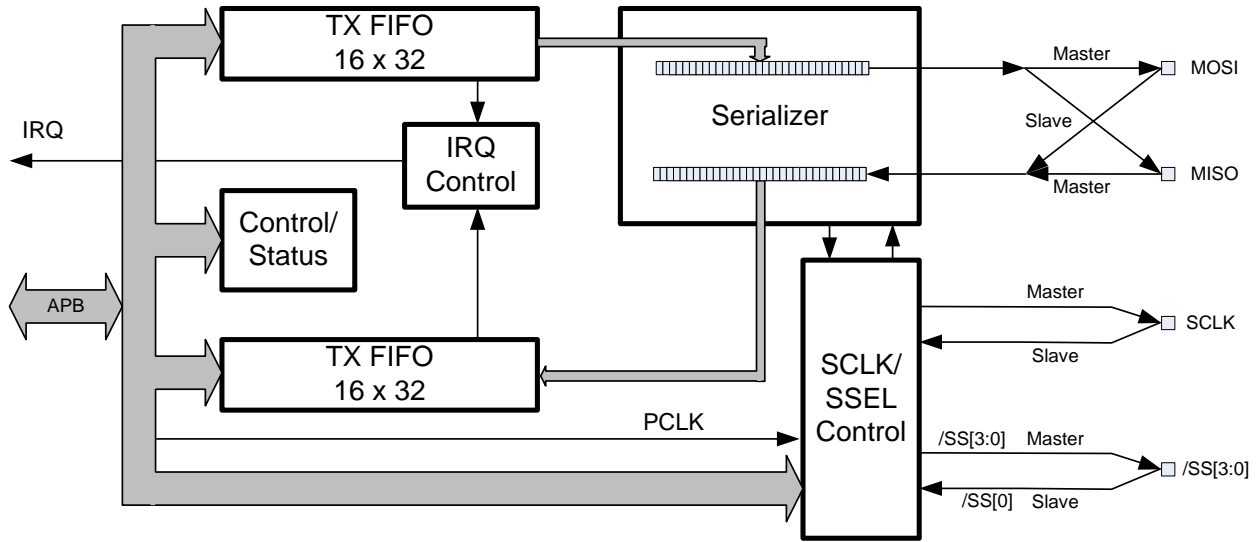 TX FIFO
16 x 32
Serializer
Master
MOSI
Slave
MISO
Master
IRQ
IRQ
Control
Control/
Status
APB
TX FIFO
16 x 32
PCLK
SCLK/
SSEL
Control
Master
SCLK
Slave
/SS[3:0]
Master
/SS[3:0]
/SS[0]
Slave